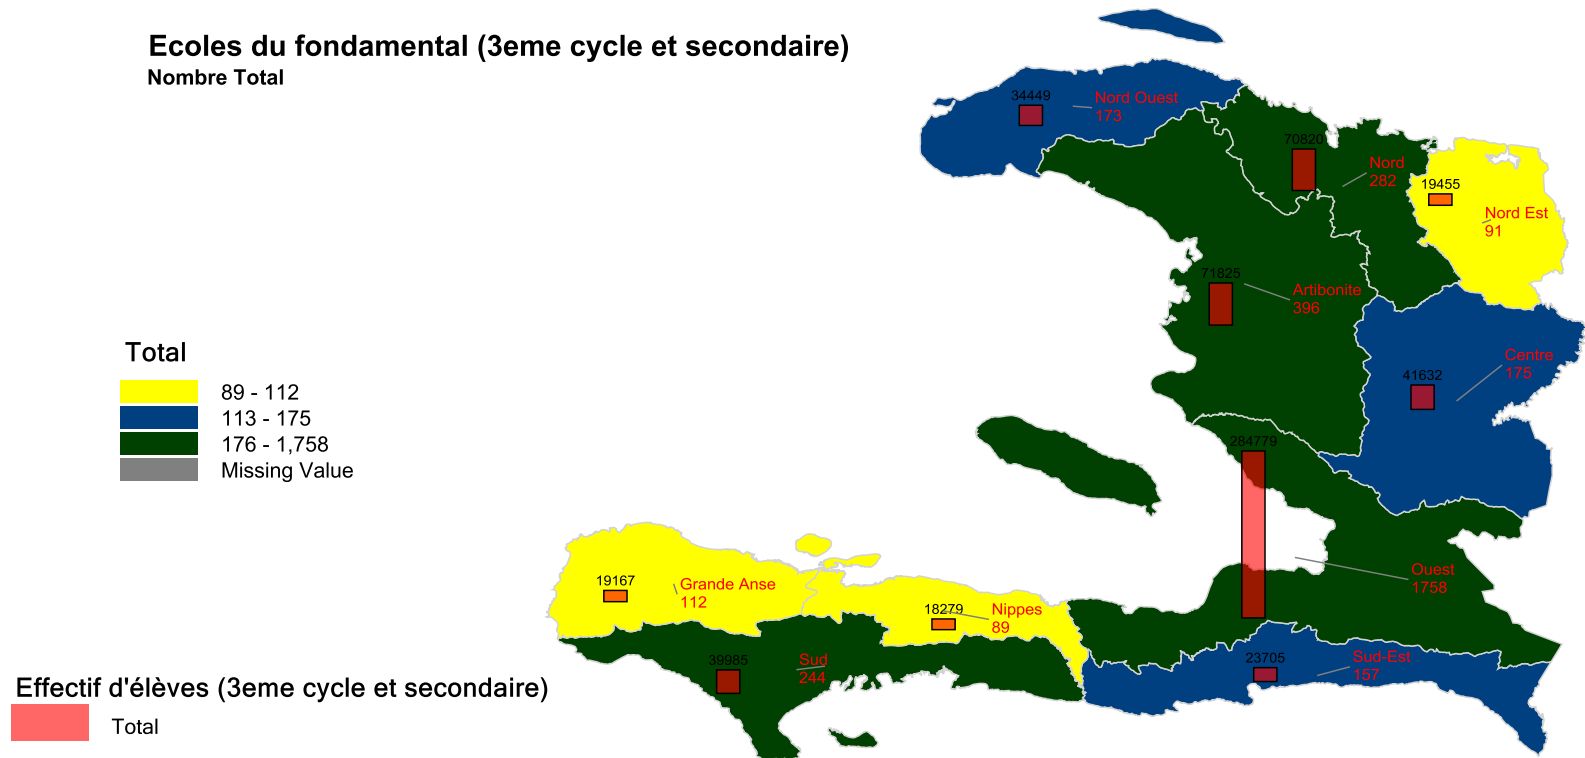 Ecoles du fondamental (3eme cycle et secondaire)
Nombre Total
34449
Nord Ouest
173
70820
Nord
282
19455
Nord Est
91
71825
Artibonite
396
Centre
175
41632
Total
89 - 112
113 - 175
176 - 1,758
Missing Value
284779
Ouest
1758
19167
Grande Anse
112
18279
Nippes
89
39985
Sud
244
23705
Sud-Est
157
Effectif d'élèves (3eme cycle et secondaire)
Total